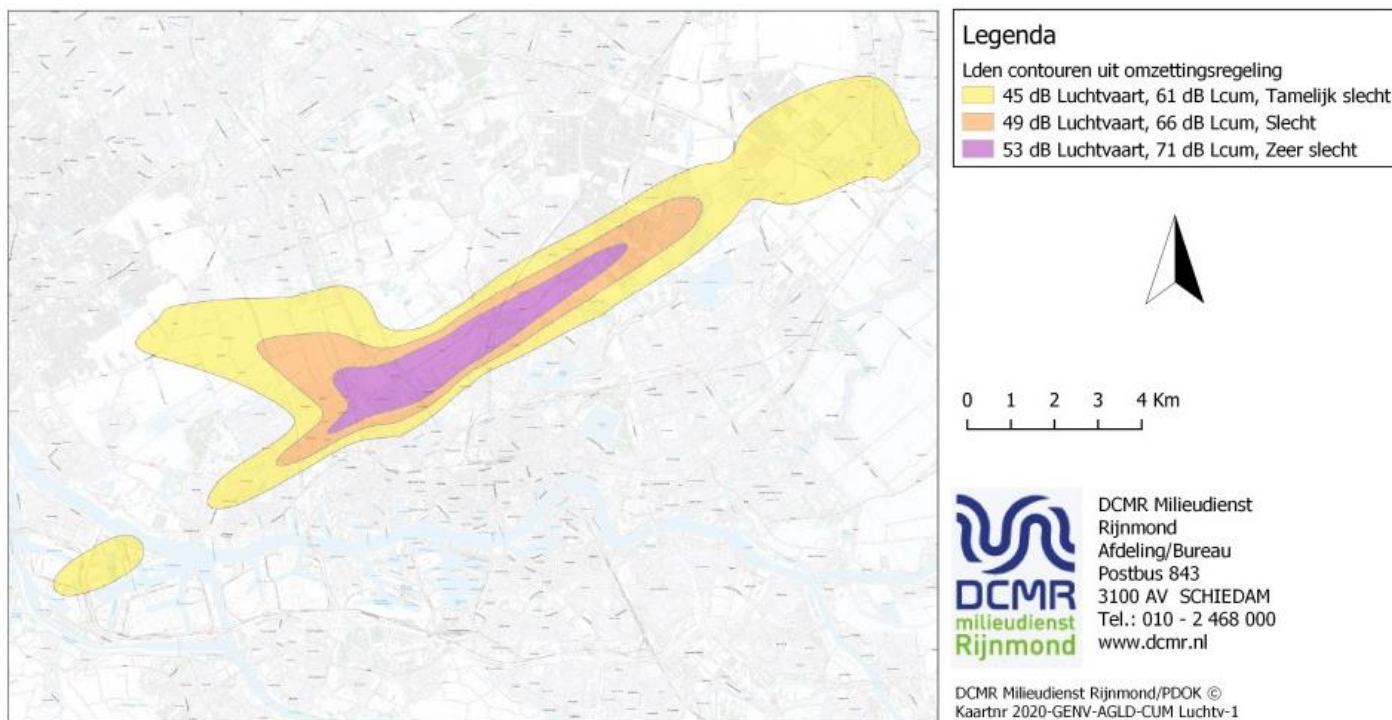 Legenda
Lden contouren uit omzettingsregeling
45 dB Luchtvaart, 61 dB Lcum, Tamelijk slecht
49 dB Luchtvaart, 66 dB Lcum, Slecht
53 dB Luchtvaart, 71 dB Lcum, Zeer slecht
0 1 2 3 4 Km
DCMR
milieudienst
Rijnmond
DCMR Milieudienst
Rijnmond
Afdeling/Bureau
Postbus 843
3100 AV SCHIEDAM
Tel.: 010 - 2 468 000
www.dcmr.nl
DCMR Milieudienst Rijnmond/PDOK ©
Kaartnr 2020-GENV-AGLD-CUM Luchtv-1